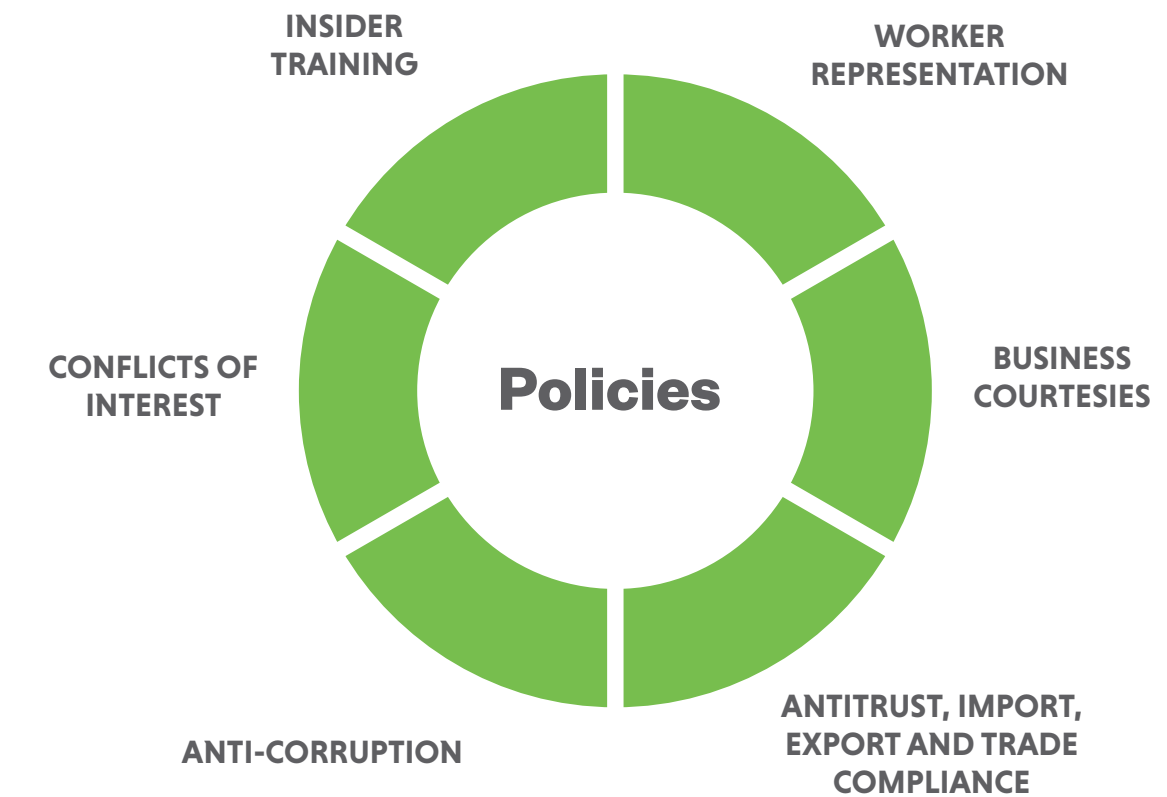 INSIDER
TRAINING
WORKER
REPRESENTATION
CONFLICTS OF
INTEREST
Policies
BUSINESS
COURTESIES
ANTI-CORRUPTION
ANTITRUST, IMPORT,
EXPORT AND TRADE
COMPLIANCE